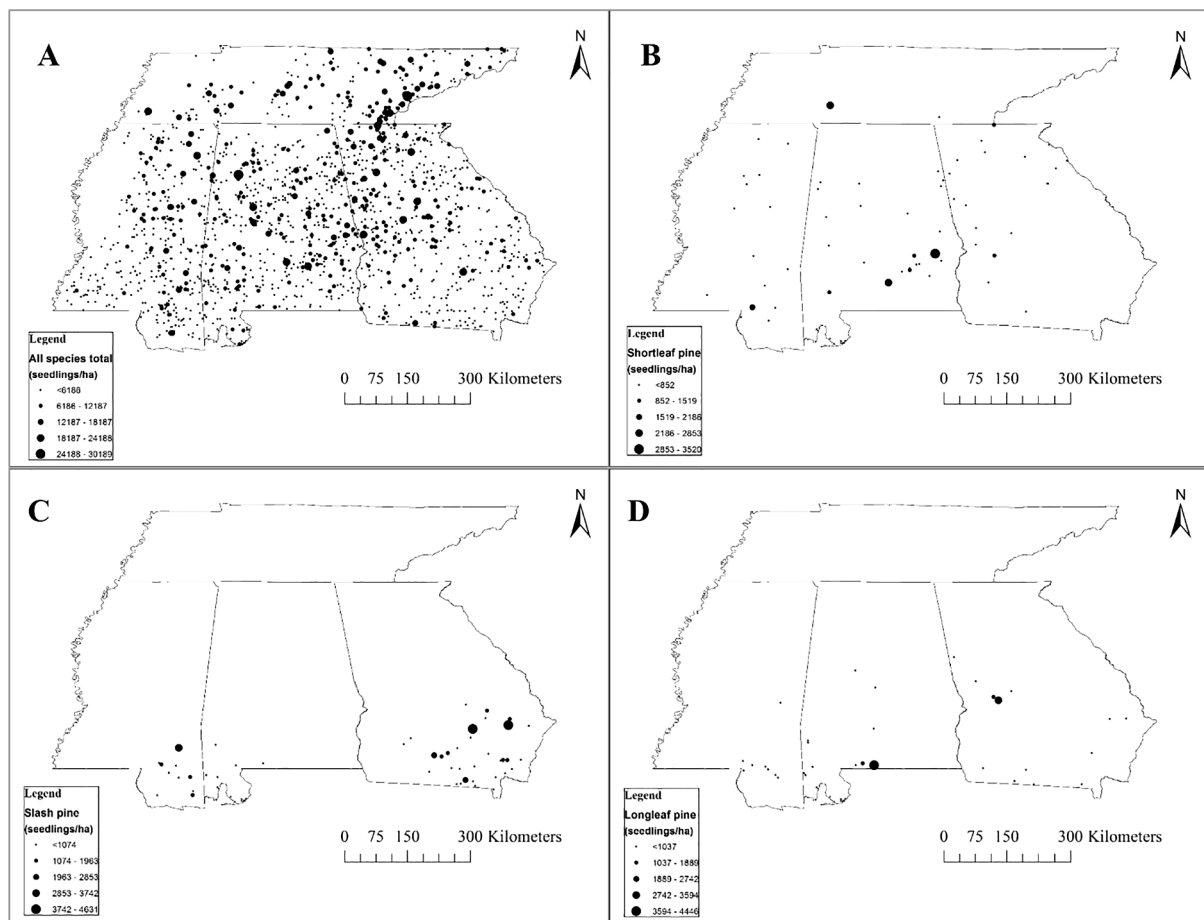 A
N
Legend
All species total
(seedlings/ha)
<6186
6186 - 12187
12187 - 18187
18187 - 24188
24188 - 30189
0 75 150 300 Kilometers
B
N
Legend
Shortleaf pine
(seedlings/ha)
<852
852 - 1519
1519 - 2186
2186 - 2853
2853 - 3520
0 75 150 300 Kilometers
C
N
Legend
Slash pine
(seedlings/ha)
<1074
1074 - 1963
1963 - 2853
2853 - 3742
3742 - 4631
0 75 150 300 Kilometers
D
N
Legend
Longleaf pine
(seedlings/ha)
<1037
1037 - 1889
1889 - 2742
2742 - 3594
3594 - 4446
0 75 150 300 Kilometers